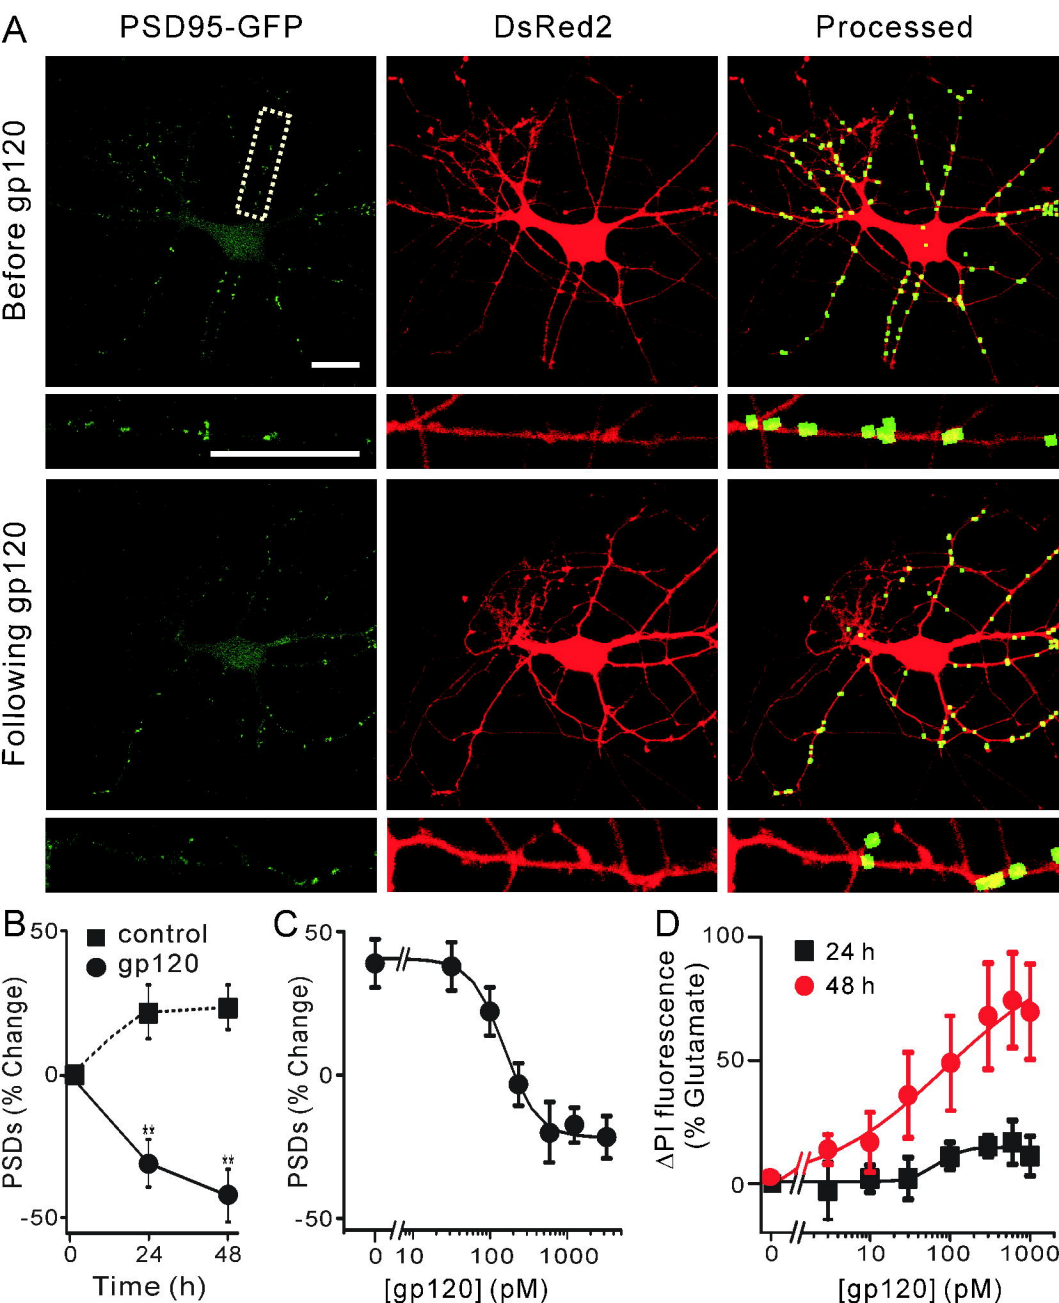 A
PSD95-GFP
DsRed2
Processed
Before gp120
Following gp120
B
50
0
-50
PSDs (% Change)
control
gp120
**
**
0
24
48
Time (h)
C
50
0
-50
PSDs (% Change)
0
10
100
1000
[gp120] (pM)
D
100
50
0
ΔPI fluorescence
(% Glutamate)
24 h
48 h
0
10
100
1000
[gp120] (pM)